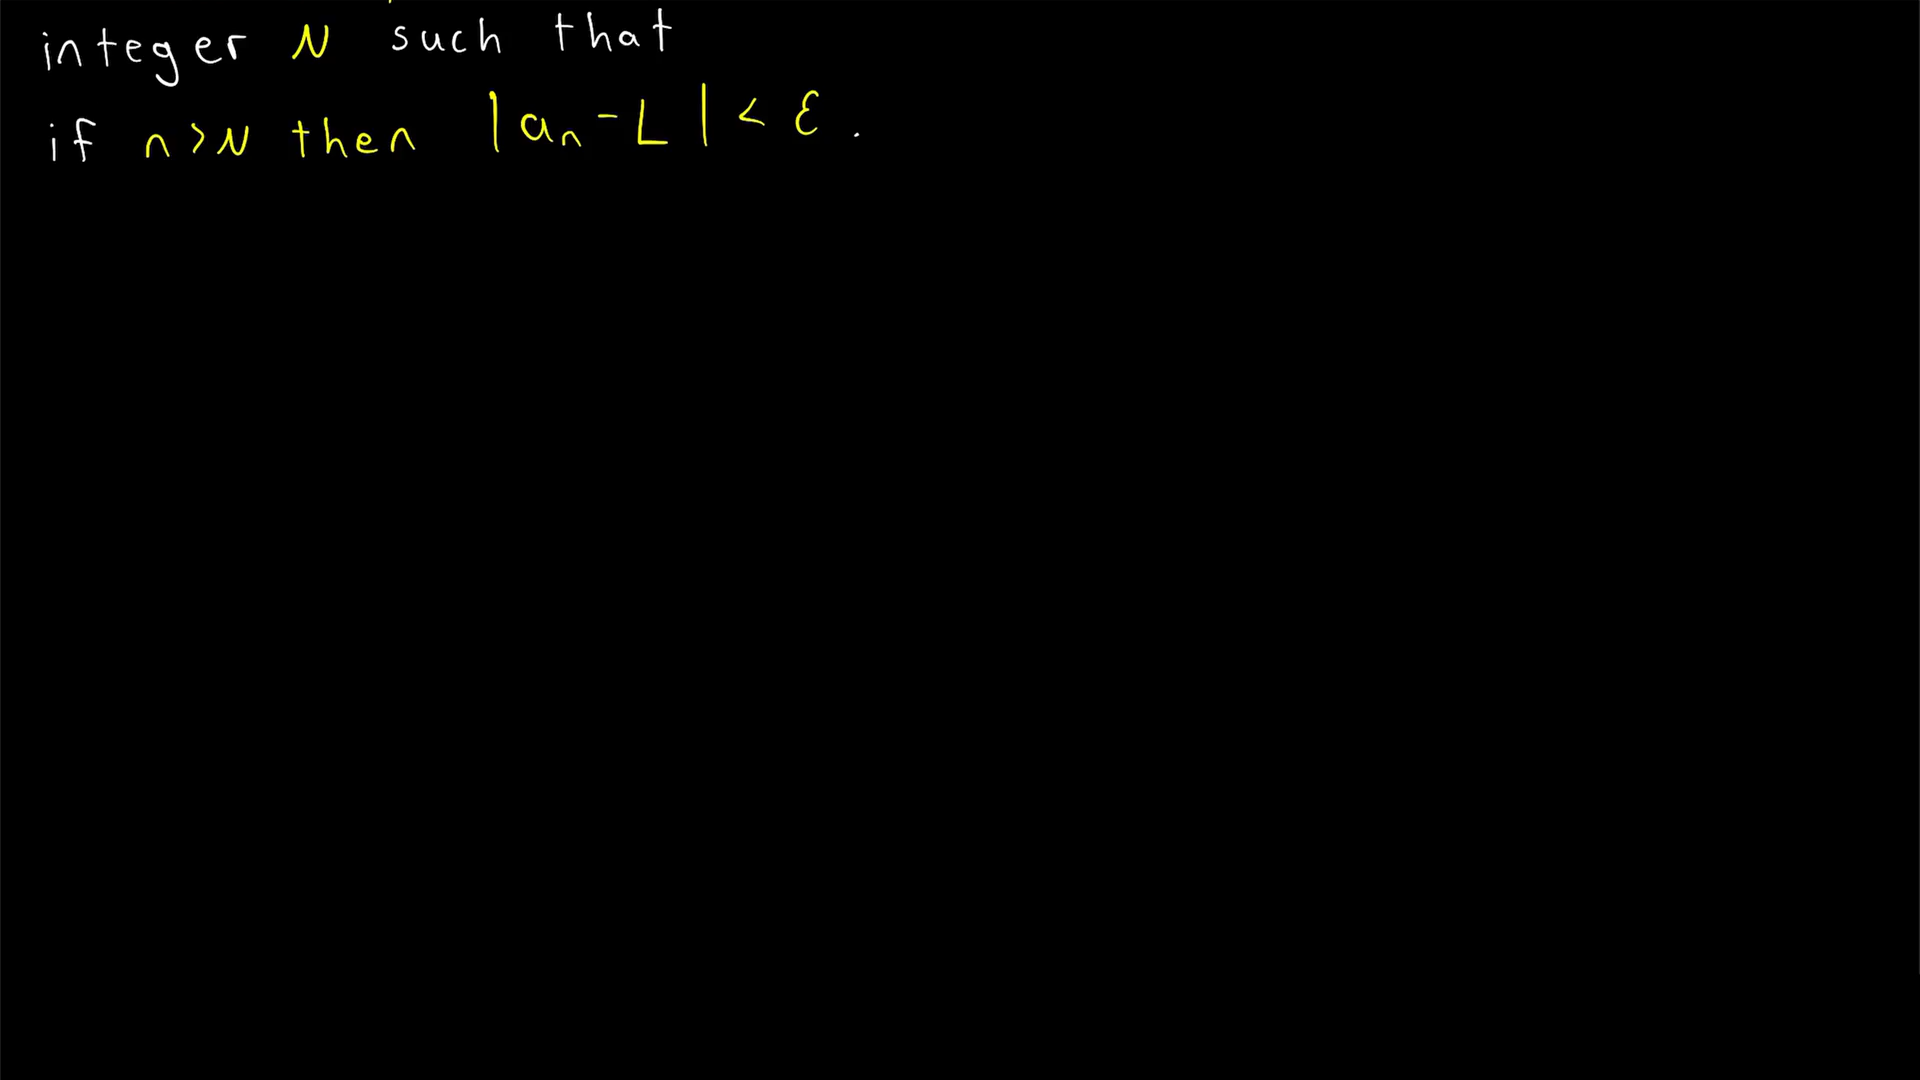 integer N such that
if n>N then |aₙ-L| < ε.